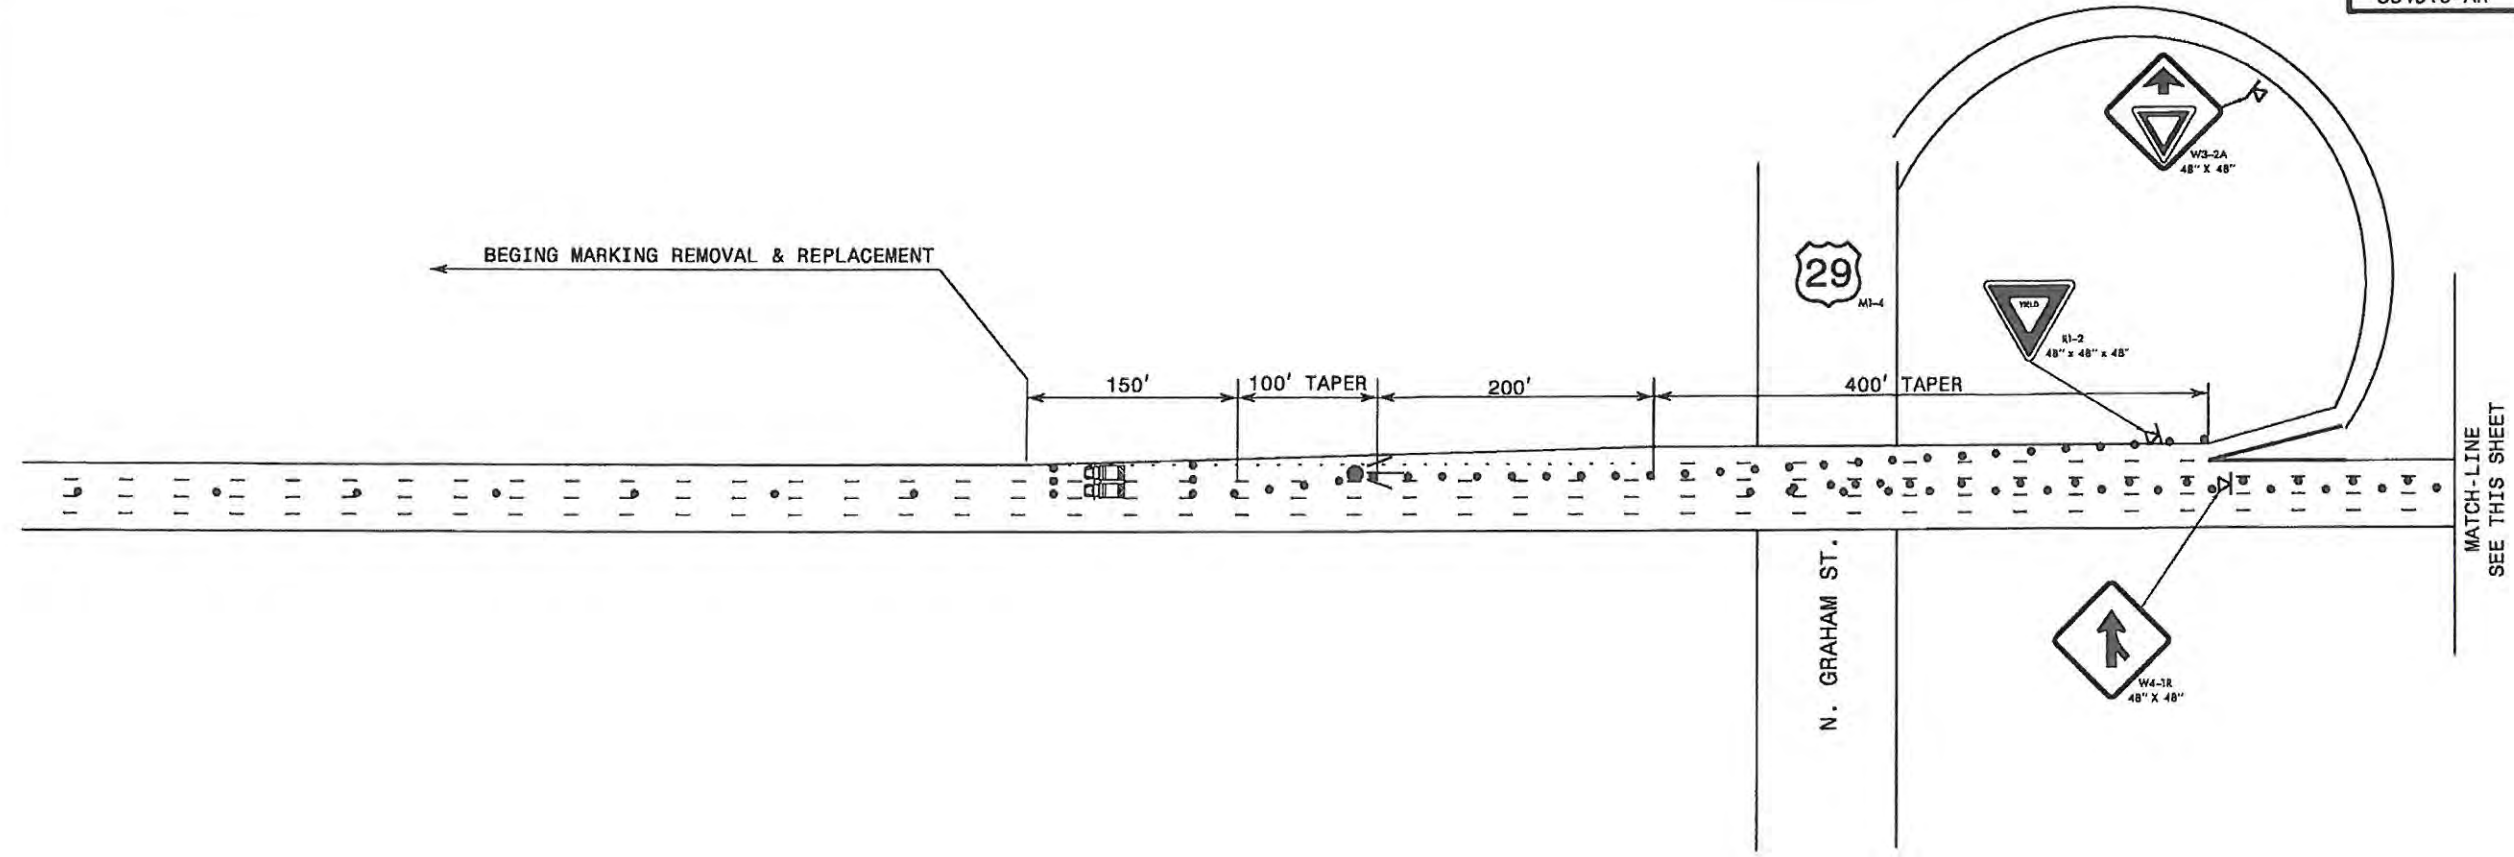 W3-2A
48" X 48"
BEGING MARKING REMOVAL & REPLACEMENT
29
M1-4
YIELD
R1-2
48" x 48" x 48"
150'
100' TAPER
200'
400' TAPER
MATCH-LINE
SEE THIS SHEET
N. GRAHAM ST.
W4-1R
48" X 48"